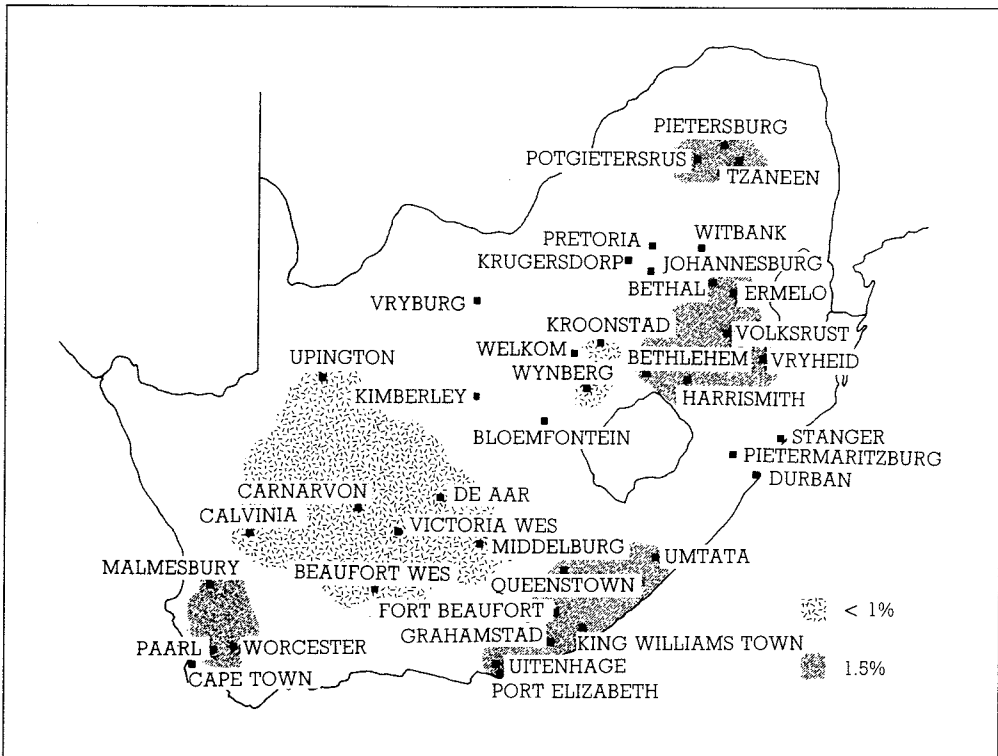 PIETERSBURG
POTGIETERSRUS
TZANEEN
PRETORIA
WITBANK
KRUGERSDORP
JOHANNESBURG
BETHAL
ERMELO
VRYBURG
KROONSTAD
VOLKSRUST
WELKOM
BETHLEHEM
VRYHEID
UPINGTON
WYNBERG
KIMBERLEY
HARRISMITH
BLOEMFONTEIN
STANGER
PIETERMARITZBURG
DURBAN
CARNARVON
DE AAR
CALVINIA
VICTORIA WES
MIDDELBURG
UMTATA
MALMESBURY
BEAUFORT WES
QUEENSTOWN
FORT BEAUFORT
< 1%
GRAHAMSTAD
KING WILLIAMS TOWN
PAARL
WORCESTER
UITENHAGE
1.5%
CAPE TOWN
PORT ELIZABETH